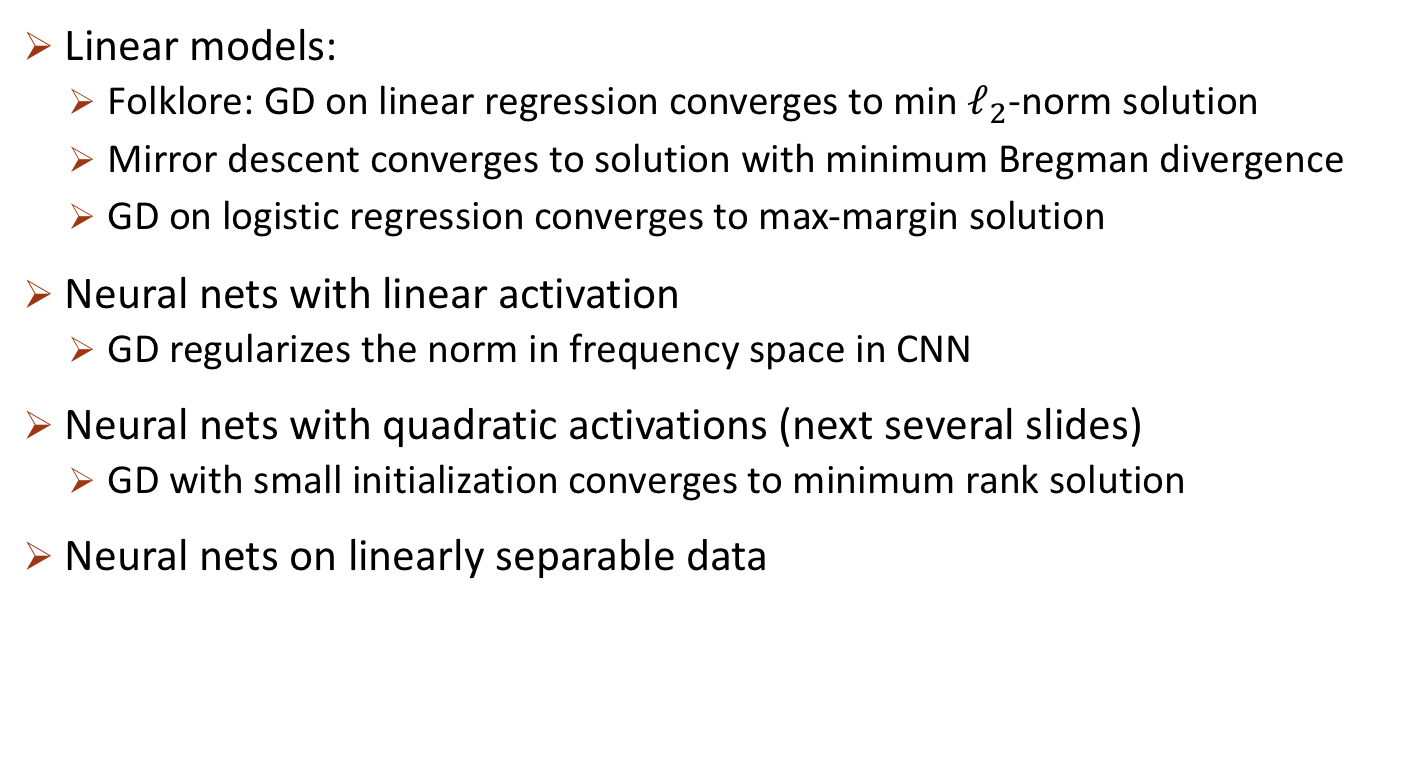 ➢ Linear models:
➢ Folklore: GD on linear regression converges to min ℓ₂-norm solution
➢ Mirror descent converges to solution with minimum Bregman divergence
➢ GD on logistic regression converges to max-margin solution
➢ Neural nets with linear activation
➢ GD regularizes the norm in frequency space in CNN
➢ Neural nets with quadratic activations (next several slides)
➢ GD with small initialization converges to minimum rank solution
➢ Neural nets on linearly separable data